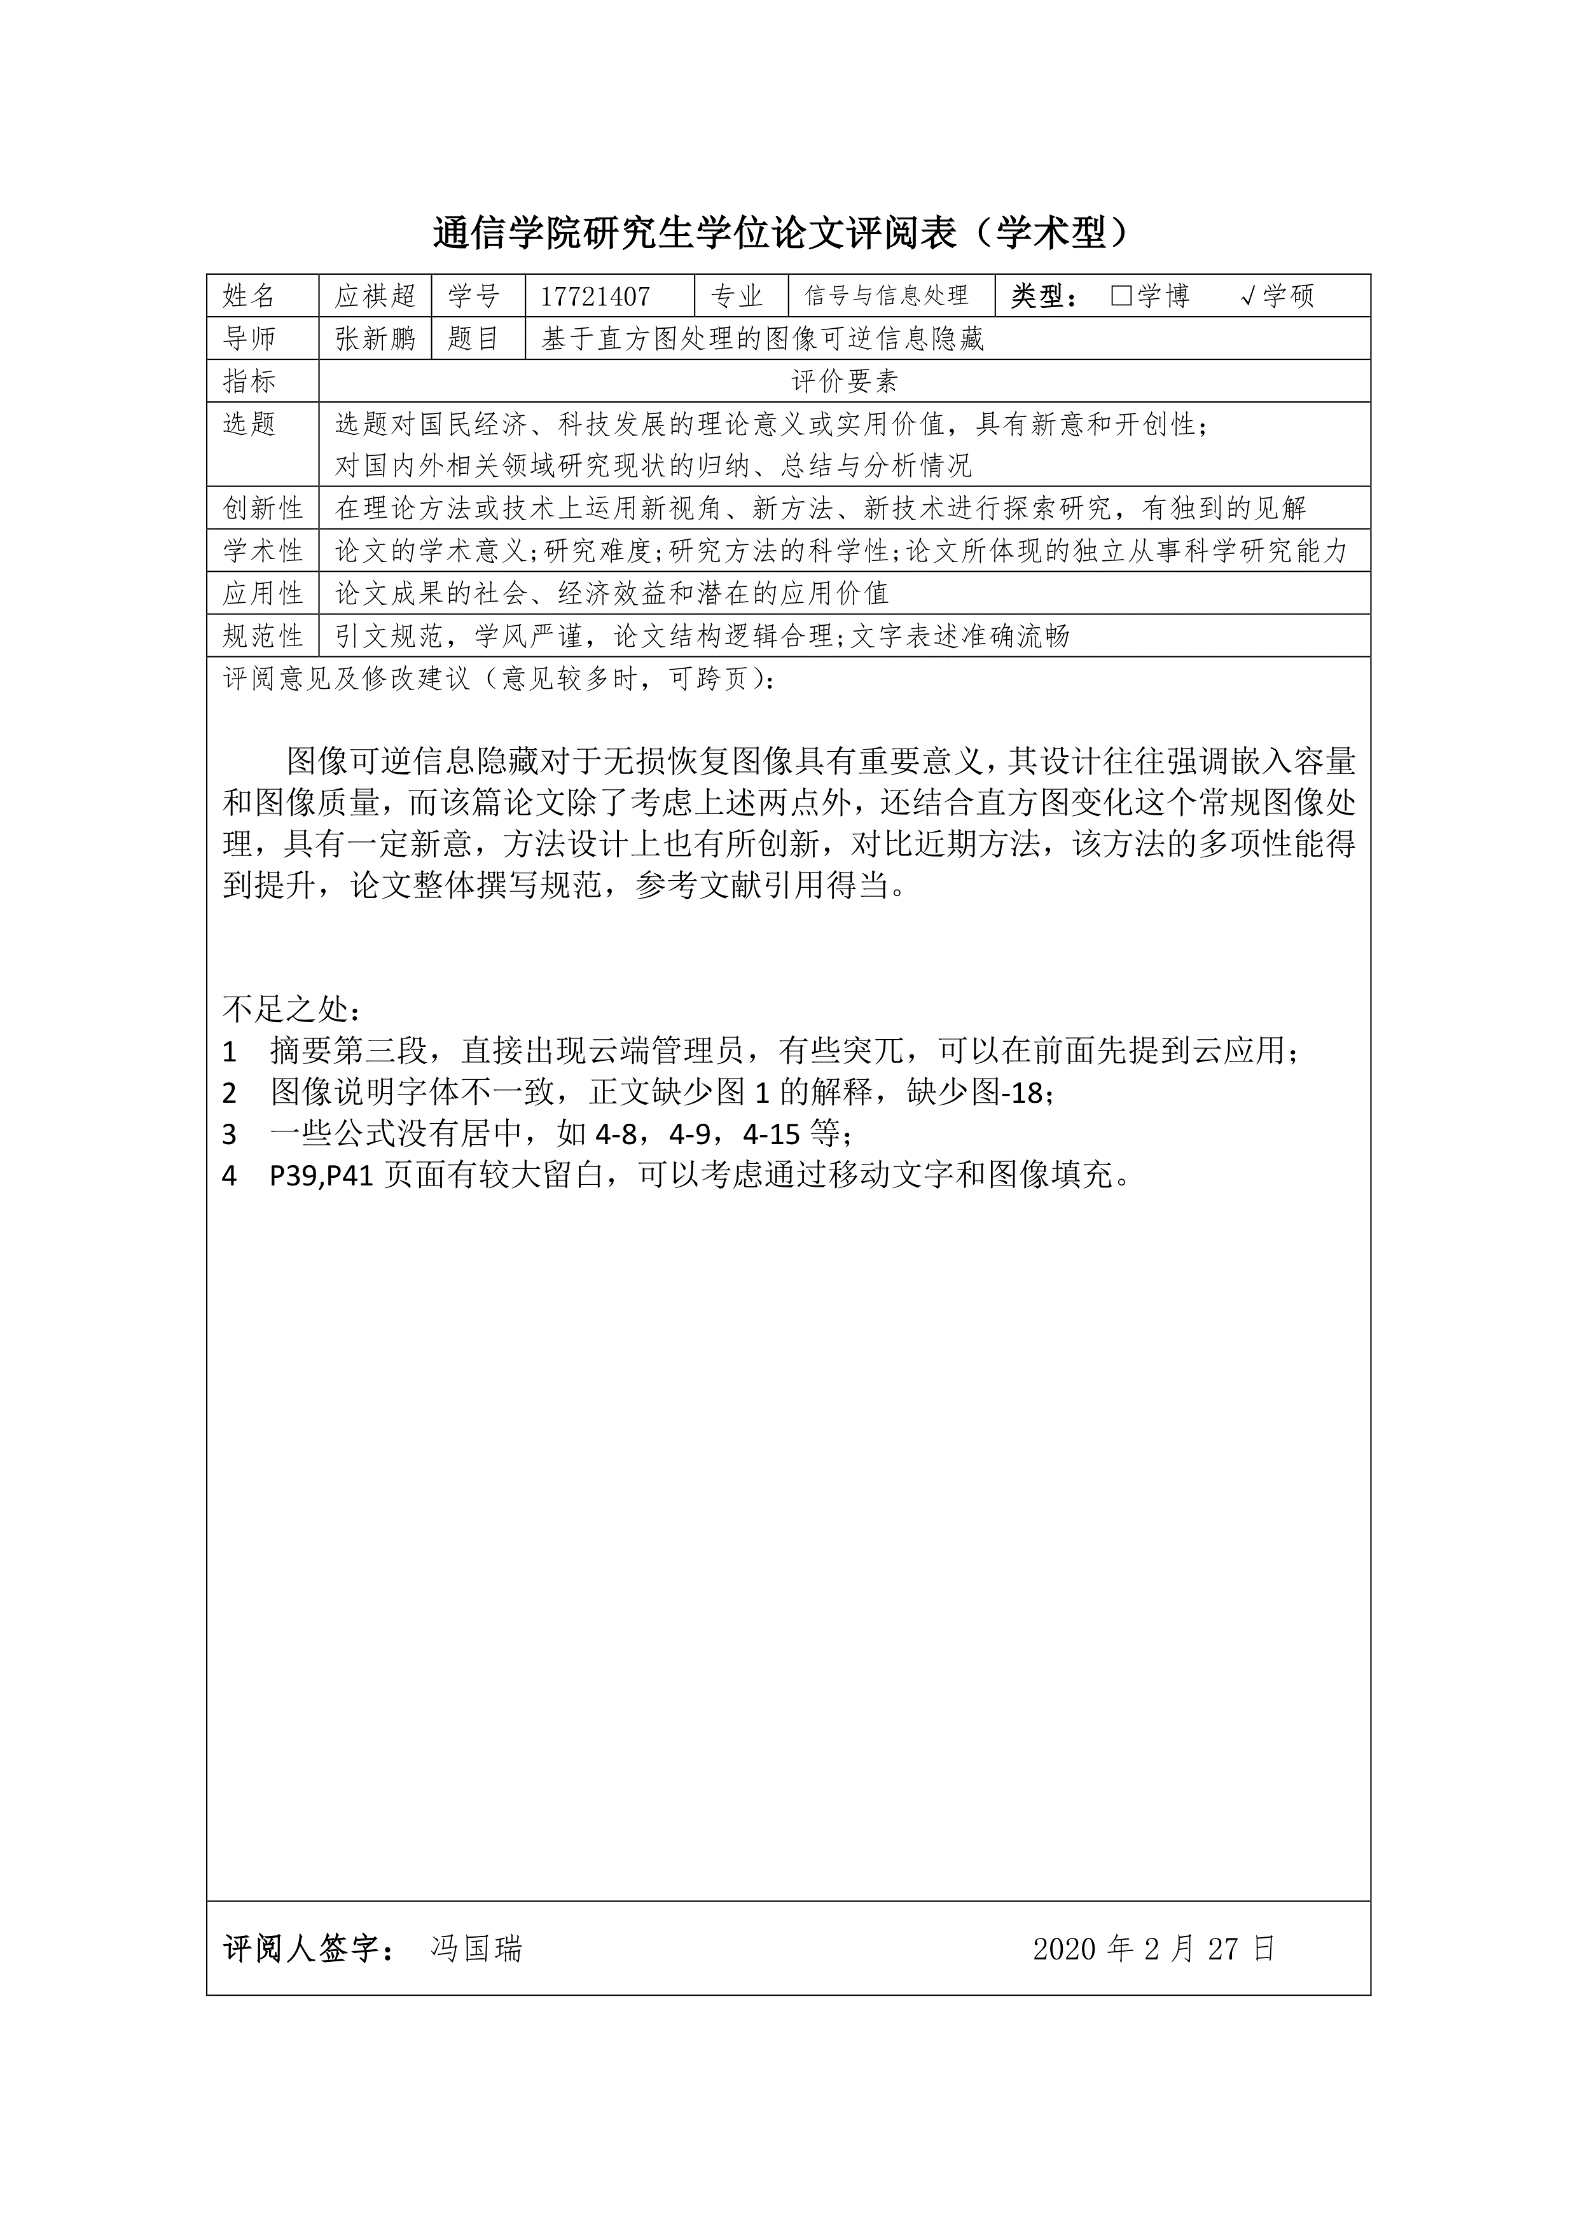 通信学院研究生学位论文评阅表（学术型）
姓名 应祺超 学号 17721407 专业 信号与信息处理 类型： □学博 √学硕
导师 张新鹏 题目 基于直方图处理的图像可逆信息隐藏
指标 评价要素
选题 选题对国民经济、科技发展的理论意义或实用价值，具有新意和开创性；
对国内外相关领域研究现状的归纳、总结与分析情况
创新性 在理论方法或技术上运用新视角、新方法、新技术进行探索研究，有独到的见解
学术性 论文的学术意义;研究难度;研究方法的科学性;论文所体现的独立从事科学研究能力
应用性 论文成果的社会、经济效益和潜在的应用价值
规范性 引文规范，学风严谨，论文结构逻辑合理;文字表述准确流畅
评阅意见及修改建议（意见较多时，可跨页）：
图像可逆信息隐藏对于无损恢复图像具有重要意义，其设计往往强调嵌入容量
和图像质量，而该篇论文除了考虑上述两点外，还结合直方图变化这个常规图像处
理，具有一定新意，方法设计上也有所创新，对比近期方法，该方法的多项性能得
到提升，论文整体撰写规范，参考文献引用得当。
不足之处：
1 摘要第三段，直接出现云端管理员，有些突兀，可以在前面先提到云应用；
2 图像说明字体不一致，正文缺少图 1 的解释，缺少图-18；
3 一些公式没有居中，如 4-8，4-9，4-15 等；
4 P39,P41 页面有较大留白，可以考虑通过移动文字和图像填充。
评阅人签字： 冯国瑞 2020 年 2 月 27 日